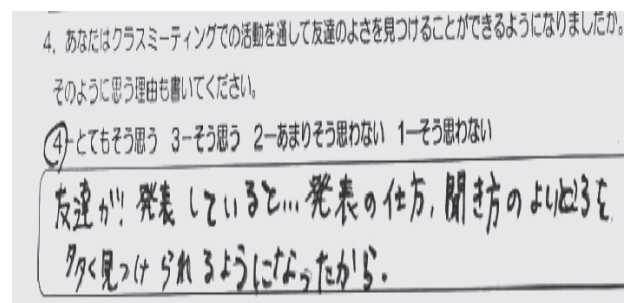 4. あなたはクラスミーティングでの活動を通して友達のよさを見つけることができるようになりましたか。
そのように思う理由も書いてください。
4－とてもそう思う 3－そう思う 2－あまりそう思わない 1－そう思わない
友達が!発表していると…発表の仕方,聞き方のよいところを
多く見つけられるようになったから.